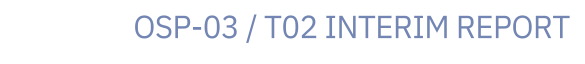 OSP-03 / T02 INTERIM REPORT